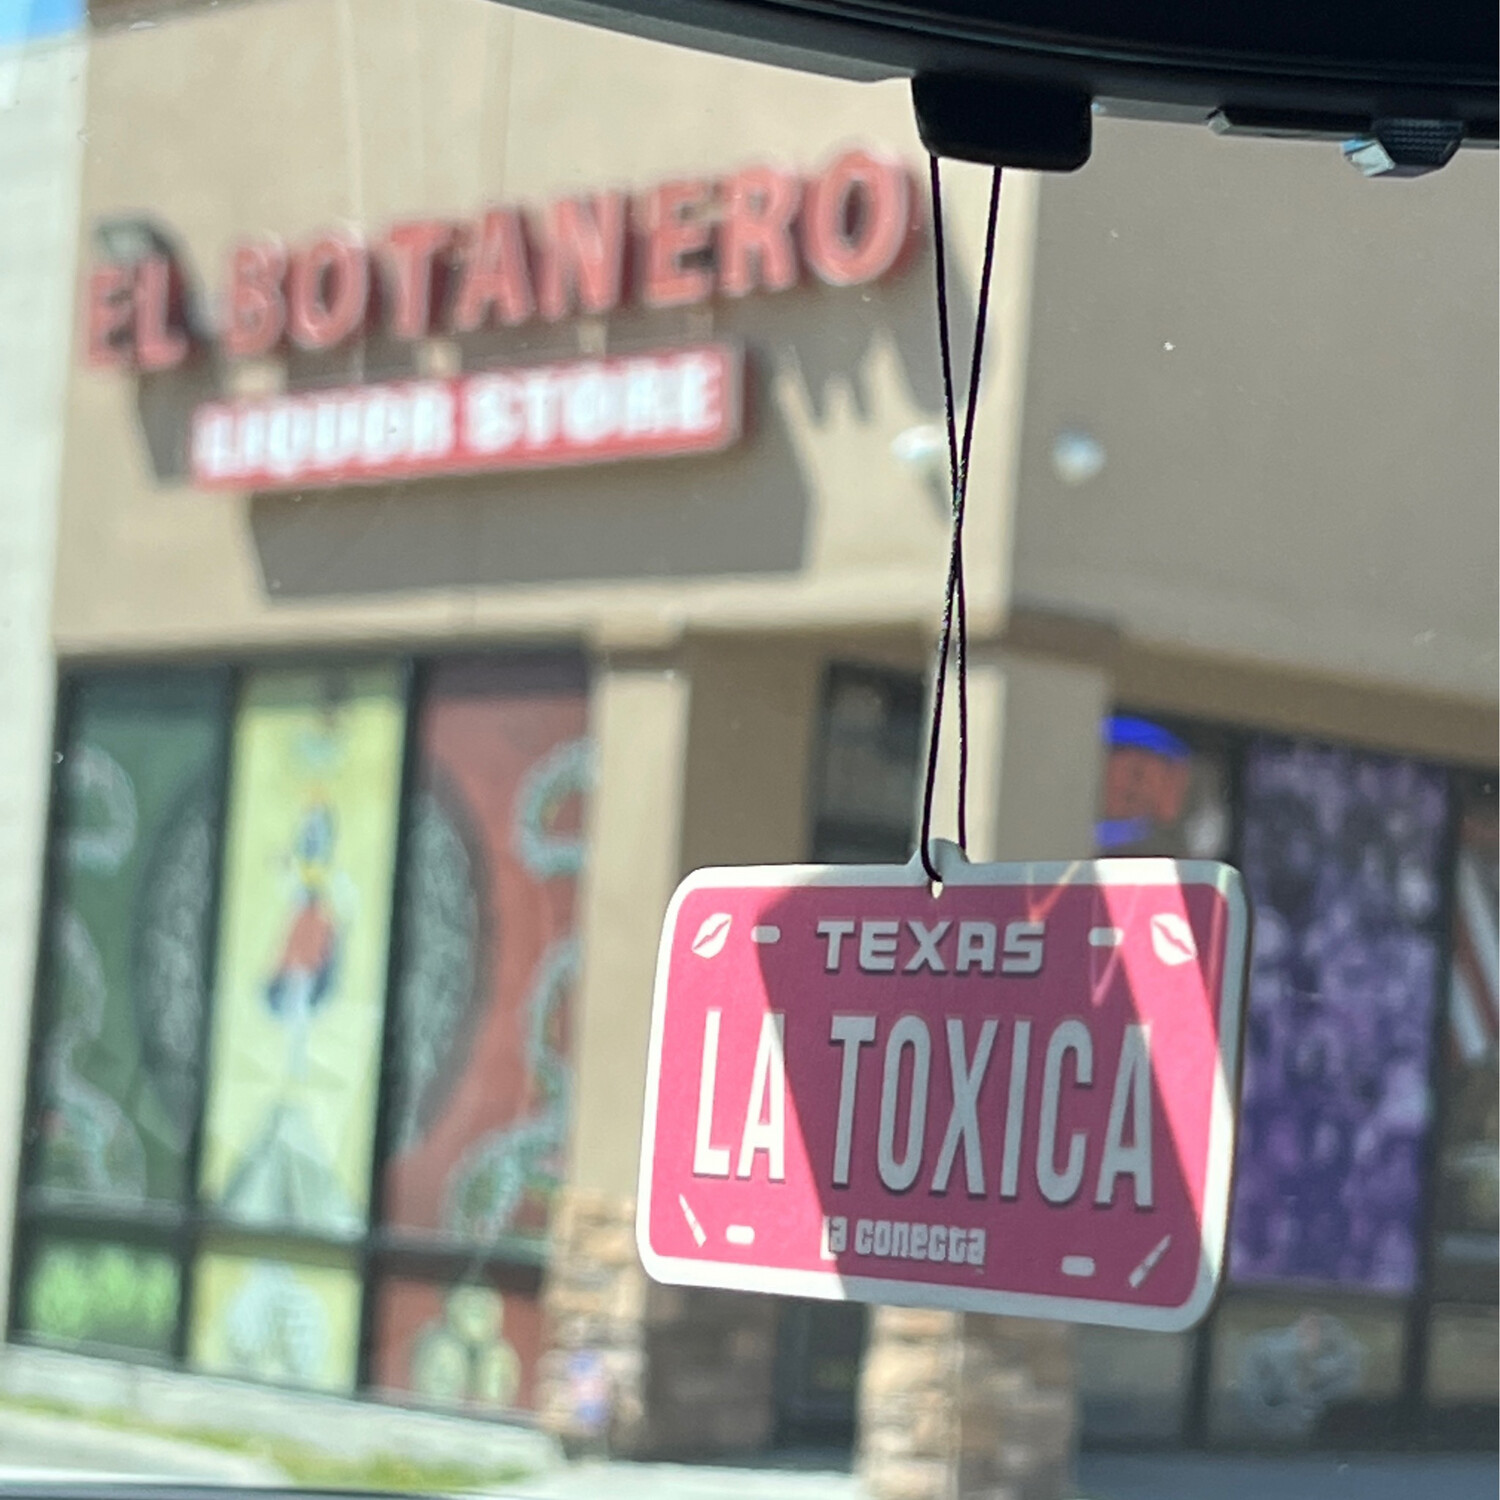 EL BOTANERO
LIQUOR STORE
TEXAS
LA TOXICA
la conecta